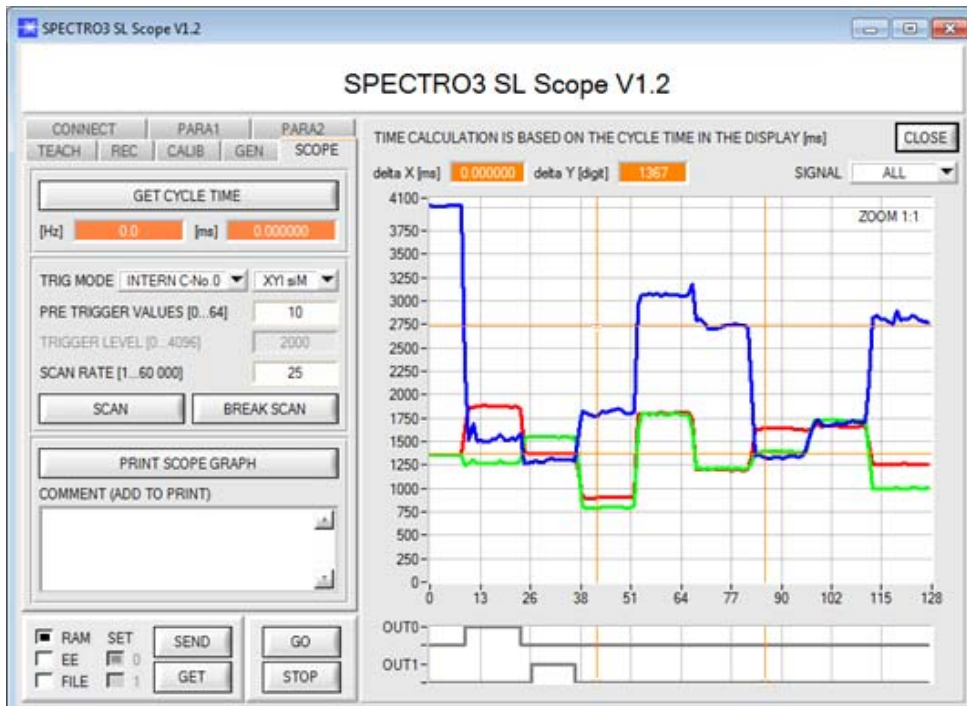 SPECTRO3 SL Scope V1.2
SPECTRO3 SL Scope V1.2
CONNECT PARA1 PARA2
TEACH REC CALIB GEN SCOPE
GET CYCLE TIME
[Hz] 0.0 [ms] 0.000000
TRIG MODE INTERN C-No.0 XYI siM
PRE TRIGGER VALUES [0...64] 10
TRIGGER LEVEL [0...4096] 2000
SCAN RATE [1...60 000] 25
SCAN BREAK SCAN
PRINT SCOPE GRAPH
COMMENT (ADD TO PRINT)
RAM SET SEND GO
EE 0
FILE 1 GET STOP
TIME CALCULATION IS BASED ON THE CYCLE TIME IN THE DISPLAY [ms] CLOSE
delta X [ms] 0.000000 delta Y [digit] 1367 SIGNAL ALL
ZOOM 1:1
4100
3750
3500
3250
3000
2750
2500
2250
2000
1750
1500
1250
1000
750
500
250
0
0 13 26 38 51 64 77 90 102 115 128
OUT0
OUT1